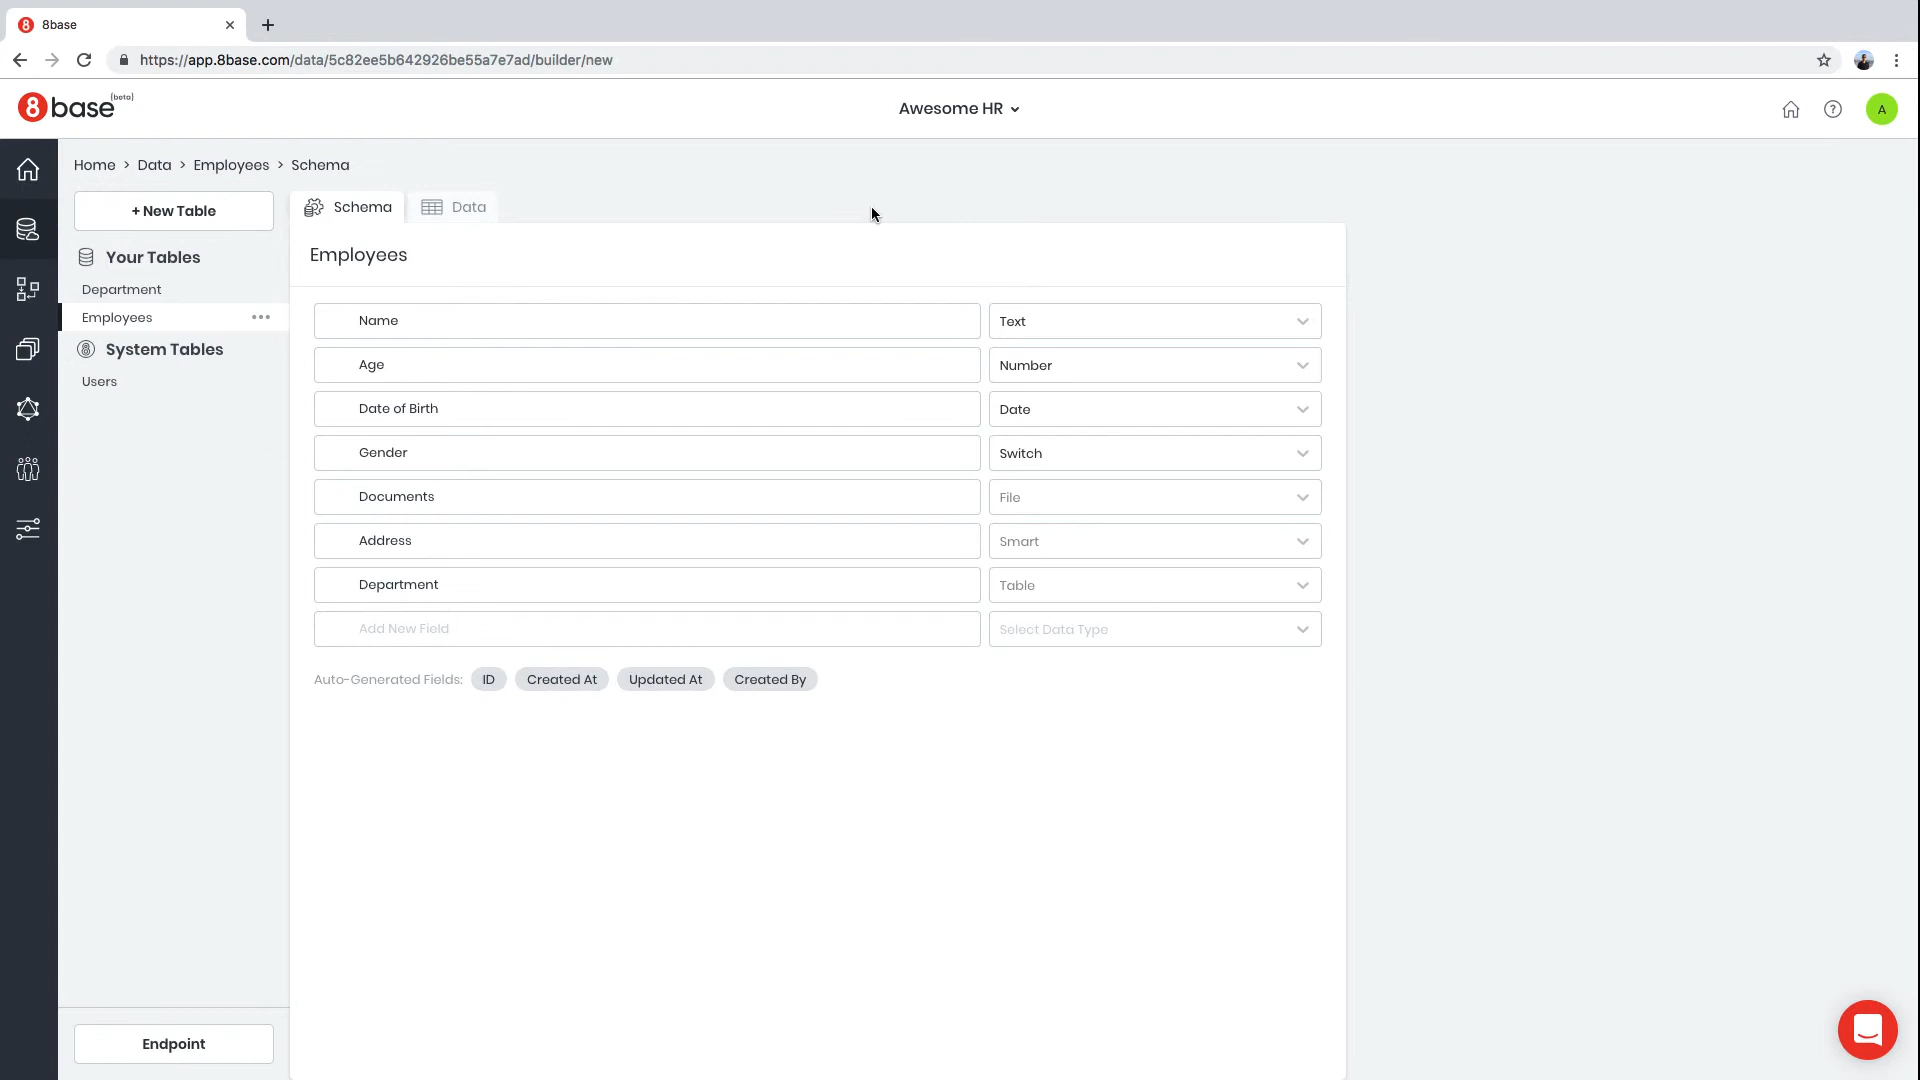 8base
https://app.8base.com/data/5c82ee5b642926be55a7e7ad/builder/new
8base (beta)
Awesome HR
?
A
Home > Data > Employees > Schema
+ New Table
Schema
Data
Your Tables
Department
Employees
System Tables
Users
Employees
Name
Text
Age
Number
Date of Birth
Date
Gender
Switch
Documents
File
Address
Smart
Department
Table
Add New Field
Select Data Type
Auto-Generated Fields: ID Created At Updated At Created By
Endpoint